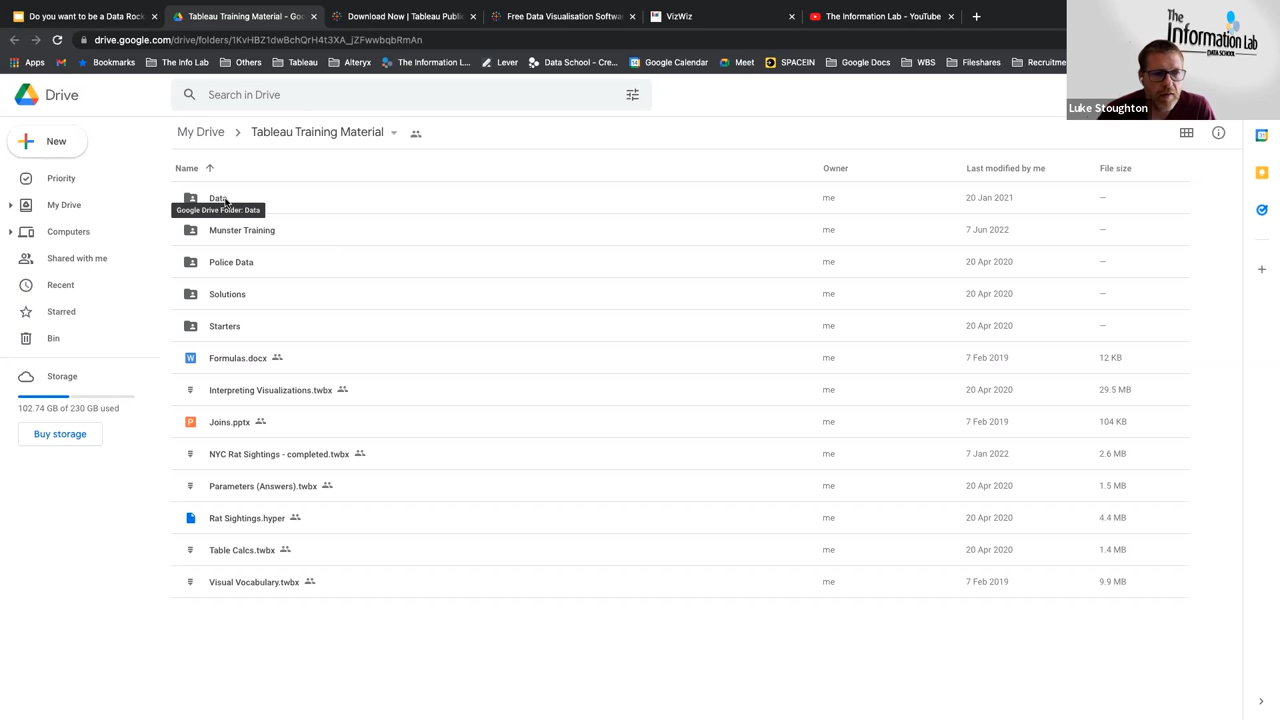 Do you want to be a Data Rock
Tableau Training Material - Goo
Download Now | Tableau Public
Free Data Visualisation Softwa
VizWiz
The Information Lab - YouTube
drive.google.com/drive/folders/1KvHBZ1dwBchQrH4t3XA_jZFwwbqbRmAn
Apps
Bookmarks
The Info Lab
Others
Tableau
Alteryx
The Information L...
Lever
Data School - Cre...
Google Calendar
Meet
SPACEIN
Google Docs
WBS
Fileshares
Recruitme
The
Information Lab
DATA SCHOOL
Luke Stoughton
Drive
Search in Drive
New
My Drive
Tableau Training Material
Name
Owner
Last modified by me
File size
Priority
My Drive
Computers
Shared with me
Recent
Starred
Bin
Storage
102.74 GB of 230 GB used
Buy storage
Data me 20 Jan 2021 —
Google Drive Folder: Data
Munster Training me 7 Jun 2022 —
Police Data me 20 Apr 2020 —
Solutions me 20 Apr 2020 —
Starters me 20 Apr 2020 —
W Formulas.docx me 7 Feb 2019 12 KB
Interpreting Visualizations.twbx me 20 Apr 2020 29.5 MB
P Joins.pptx me 7 Feb 2019 104 KB
NYC Rat Sightings - completed.twbx me 7 Jan 2022 2.6 MB
Parameters (Answers).twbx me 20 Apr 2020 1.5 MB
Rat Sightings.hyper me 20 Apr 2020 4.4 MB
Table Calcs.twbx me 20 Apr 2020 1.4 MB
Visual Vocabulary.twbx me 7 Feb 2019 9.9 MB